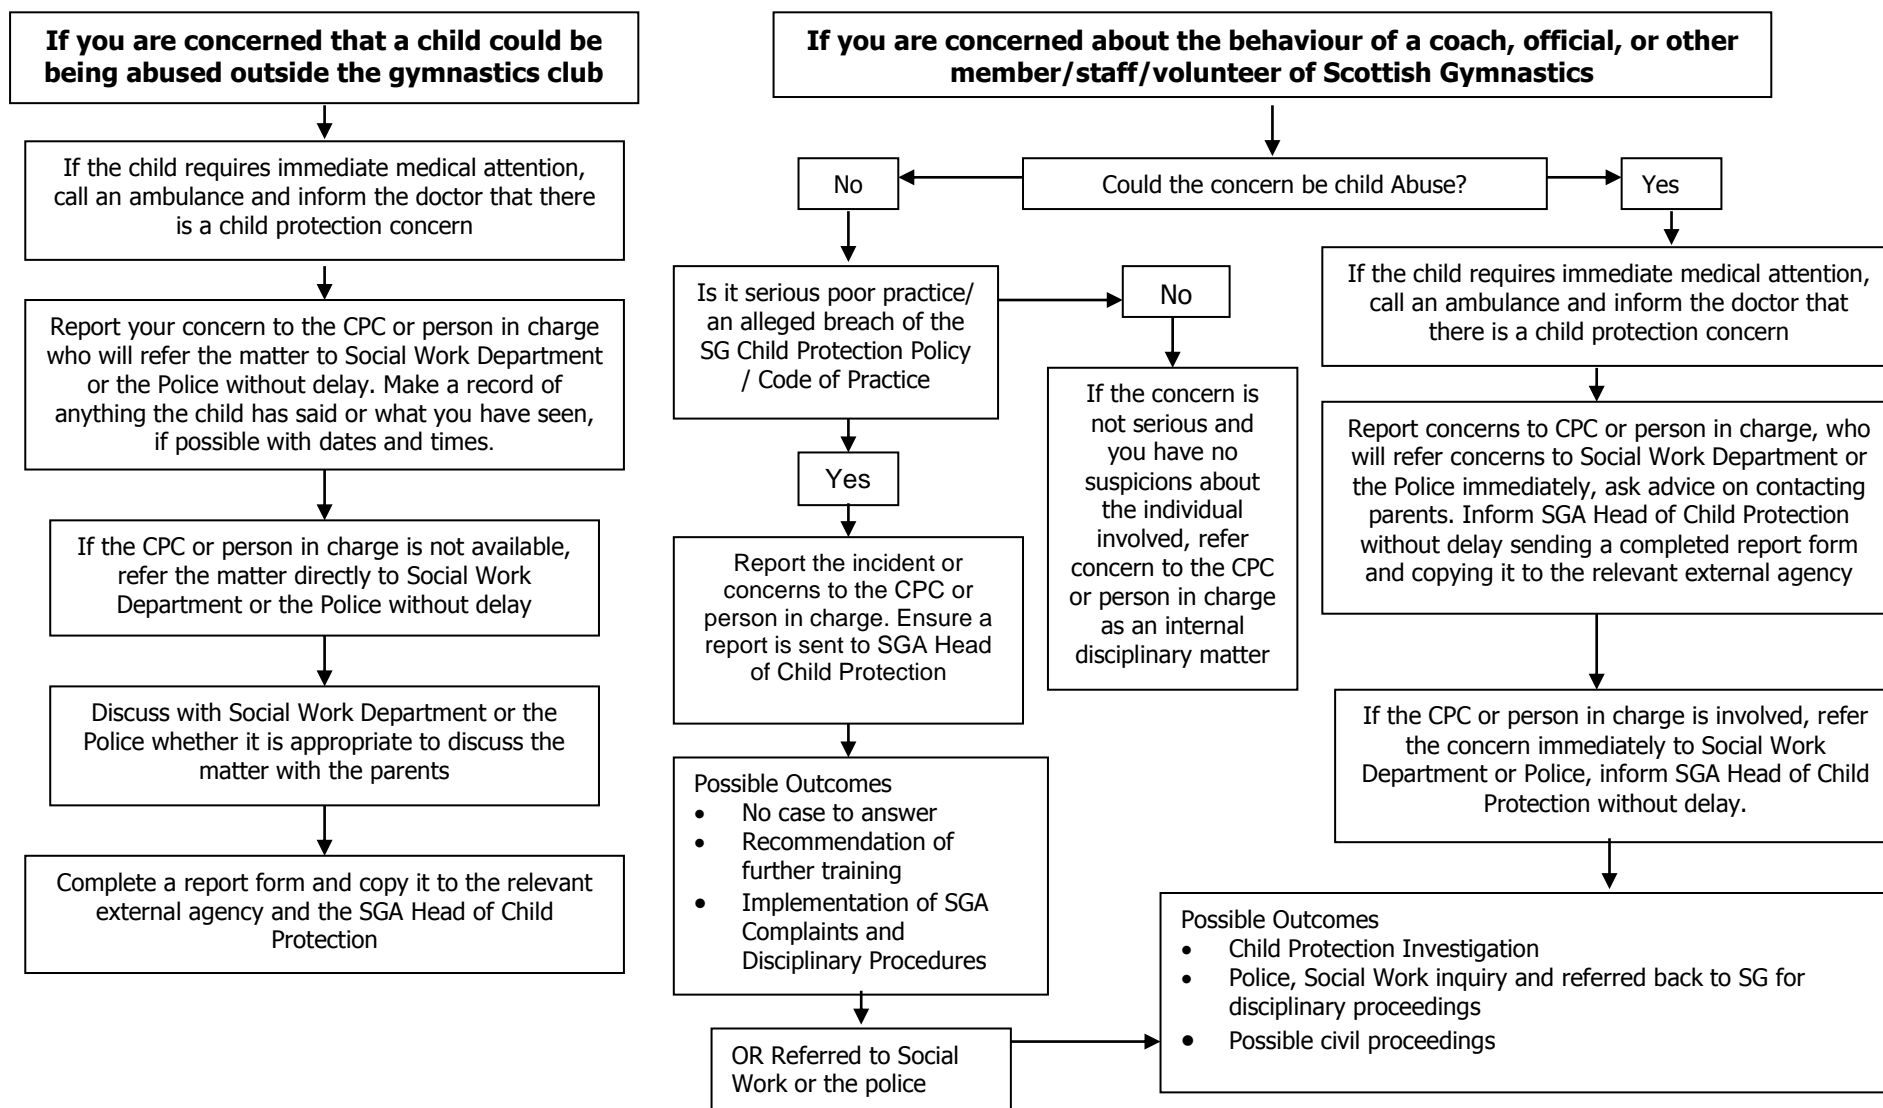 If you are concerned that a child could be
being abused outside the gymnastics club
If the child requires immediate medical attention,
call an ambulance and inform the doctor that there
is a child protection concern
Report your concern to the CPC or person in charge
who will refer the matter to Social Work Department
or the Police without delay. Make a record of
anything the child has said or what you have seen,
if possible with dates and times.
If the CPC or person in charge is not available,
refer the matter directly to Social Work
Department or the Police without delay
Discuss with Social Work Department or the
Police whether it is appropriate to discuss the
matter with the parents
Complete a report form and copy it to the relevant
external agency and the SGA Head of Child
Protection
If you are concerned about the behaviour of a coach, official, or other
member/staff/volunteer of Scottish Gymnastics
Could the concern be child Abuse?
No
Is it serious poor practice/
an alleged breach of the
SG Child Protection Policy
/ Code of Practice
Yes
Report the incident or
concerns to the CPC or
person in charge. Ensure a
report is sent to SGA Head
of Child Protection
Possible Outcomes
• No case to answer
• Recommendation of
further training
• Implementation of SGA
Complaints and
Disciplinary Procedures
OR Referred to Social
Work or the police
No
If the concern is
not serious and
you have no
suspicions about
the individual
involved, refer
concern to the CPC
or person in charge
as an internal
disciplinary matter
Yes
If the child requires immediate medical attention,
call an ambulance and inform the doctor that
there is a child protection concern
Report concerns to CPC or person in charge, who
will refer concerns to Social Work Department or
the Police immediately, ask advice on contacting
parents. Inform SGA Head of Child Protection
without delay sending a completed report form
and copying it to the relevant external agency
If the CPC or person in charge is involved, refer
the concern immediately to Social Work
Department or Police, inform SGA Head of Child
Protection without delay.
Possible Outcomes
• Child Protection Investigation
• Police, Social Work inquiry and referred back to SG for
disciplinary proceedings
• Possible civil proceedings